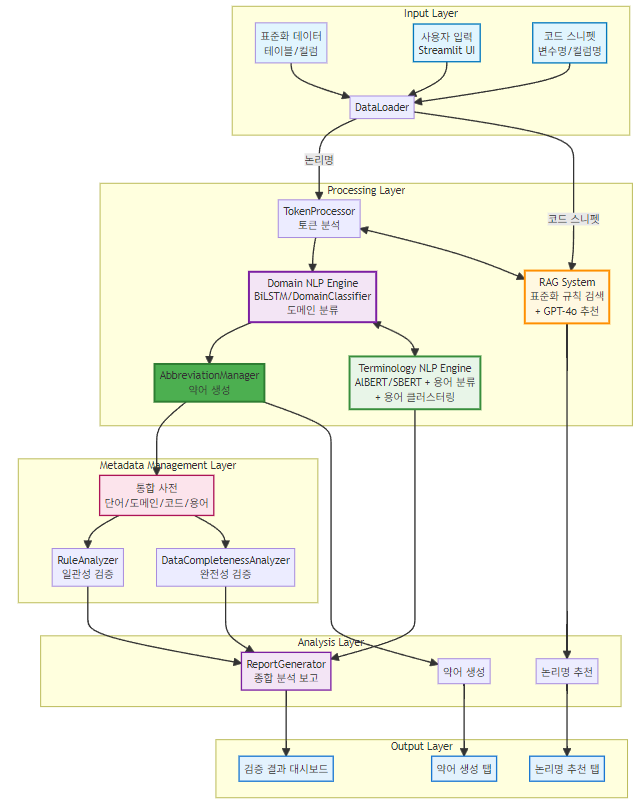 Input Layer
표준화 데이터
테이블/컬럼
사용자 입력
Streamlit UI
코드 스니펫
변수명/컬럼명
DataLoader
논리명
Processing Layer
TokenProcessor
토큰 분석
코드 스니펫
Domain NLP Engine
BiLSTM/DomainClassifier
도메인 분류
RAG System
표준화 규칙 검색
+ GPT-4o 추천
AbbreviationManager
약어 생성
Terminology NLP Engine
AlBERT/SBERT + 용어 분류
+ 용어 클러스터링
Metadata Management Layer
통합 사전
단어/도메인/코드/용어
RuleAnalyzer
일관성 검증
DataCompletenessAnalyzer
완전성 검증
Analysis Layer
ReportGenerator
종합 분석 보고
약어 생성
논리명 추천
Output Layer
검증 결과 대시보드
약어 생성 탭
논리명 추천 탭